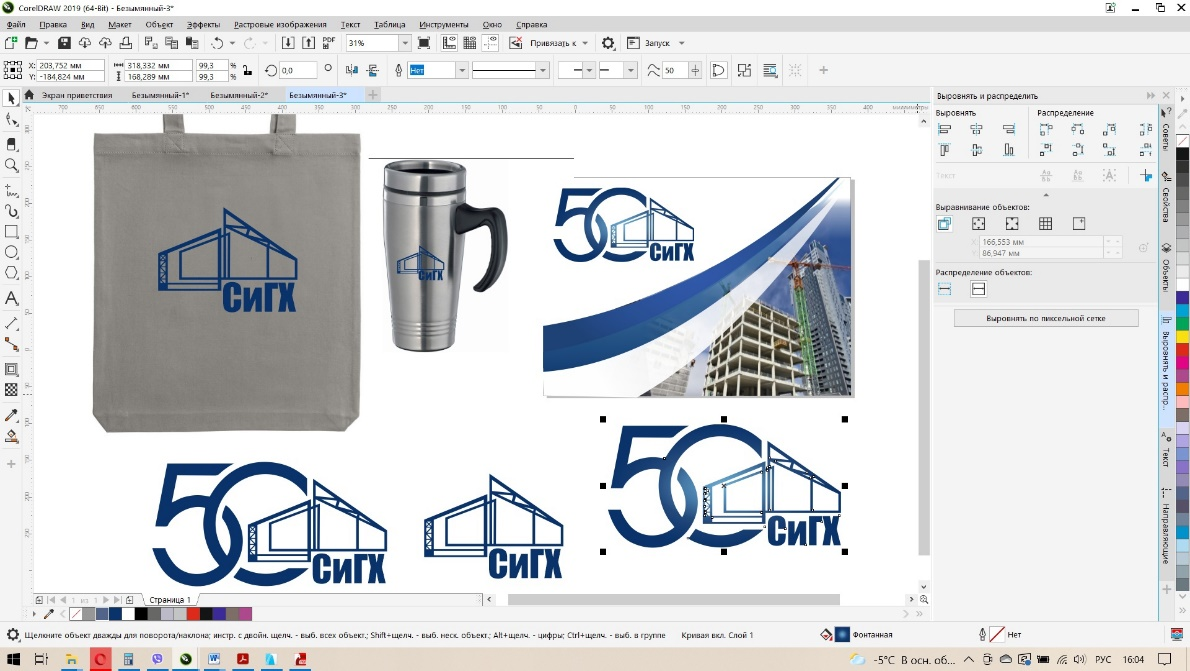 CorelDRAW 2019 (64-Bit) - Безымянный-3*
Файл Правка Вид Макет Объект Эффекты Растровые изображения Текст Таблица Инструменты Окно Справка
PDF 31% Привязать к Запуск
X: 203,752 мм 318,332 мм 99,3 % 0,0 Нет 50
Y: -184,824 мм 168,289 мм 99,3 %
Экран приветствия Безымянный-1* Безымянный-2* Безымянный-3*
Выровнять и распределить
Выровнять Распределение
Текст
Выравнивание объектов:
X: 166,553 мм
Y: 86,947 мм
Распределение объектов:
Выровнять по пиксельной сетке
Советы
Свойства
Объекты
Выровнять и распр...
Текст
Направляющие
СиГХ
СиГХ
50
СиГХ
50
СиГХ
СиГХ
50
СиГХ
1 из 1 Страница 1
Щелкните объект дважды для поворота/наклона; инстр. с двойн. щелч. - выб. всех объект.; Shift+щелч. - выб. неск. объект.; Alt+щелч. - цифры; Ctrl+щелч. - выб. в группе Кривая вкл. Слой 1 Фонтанная Нет
-5°C В осн. об... РУС 16:04